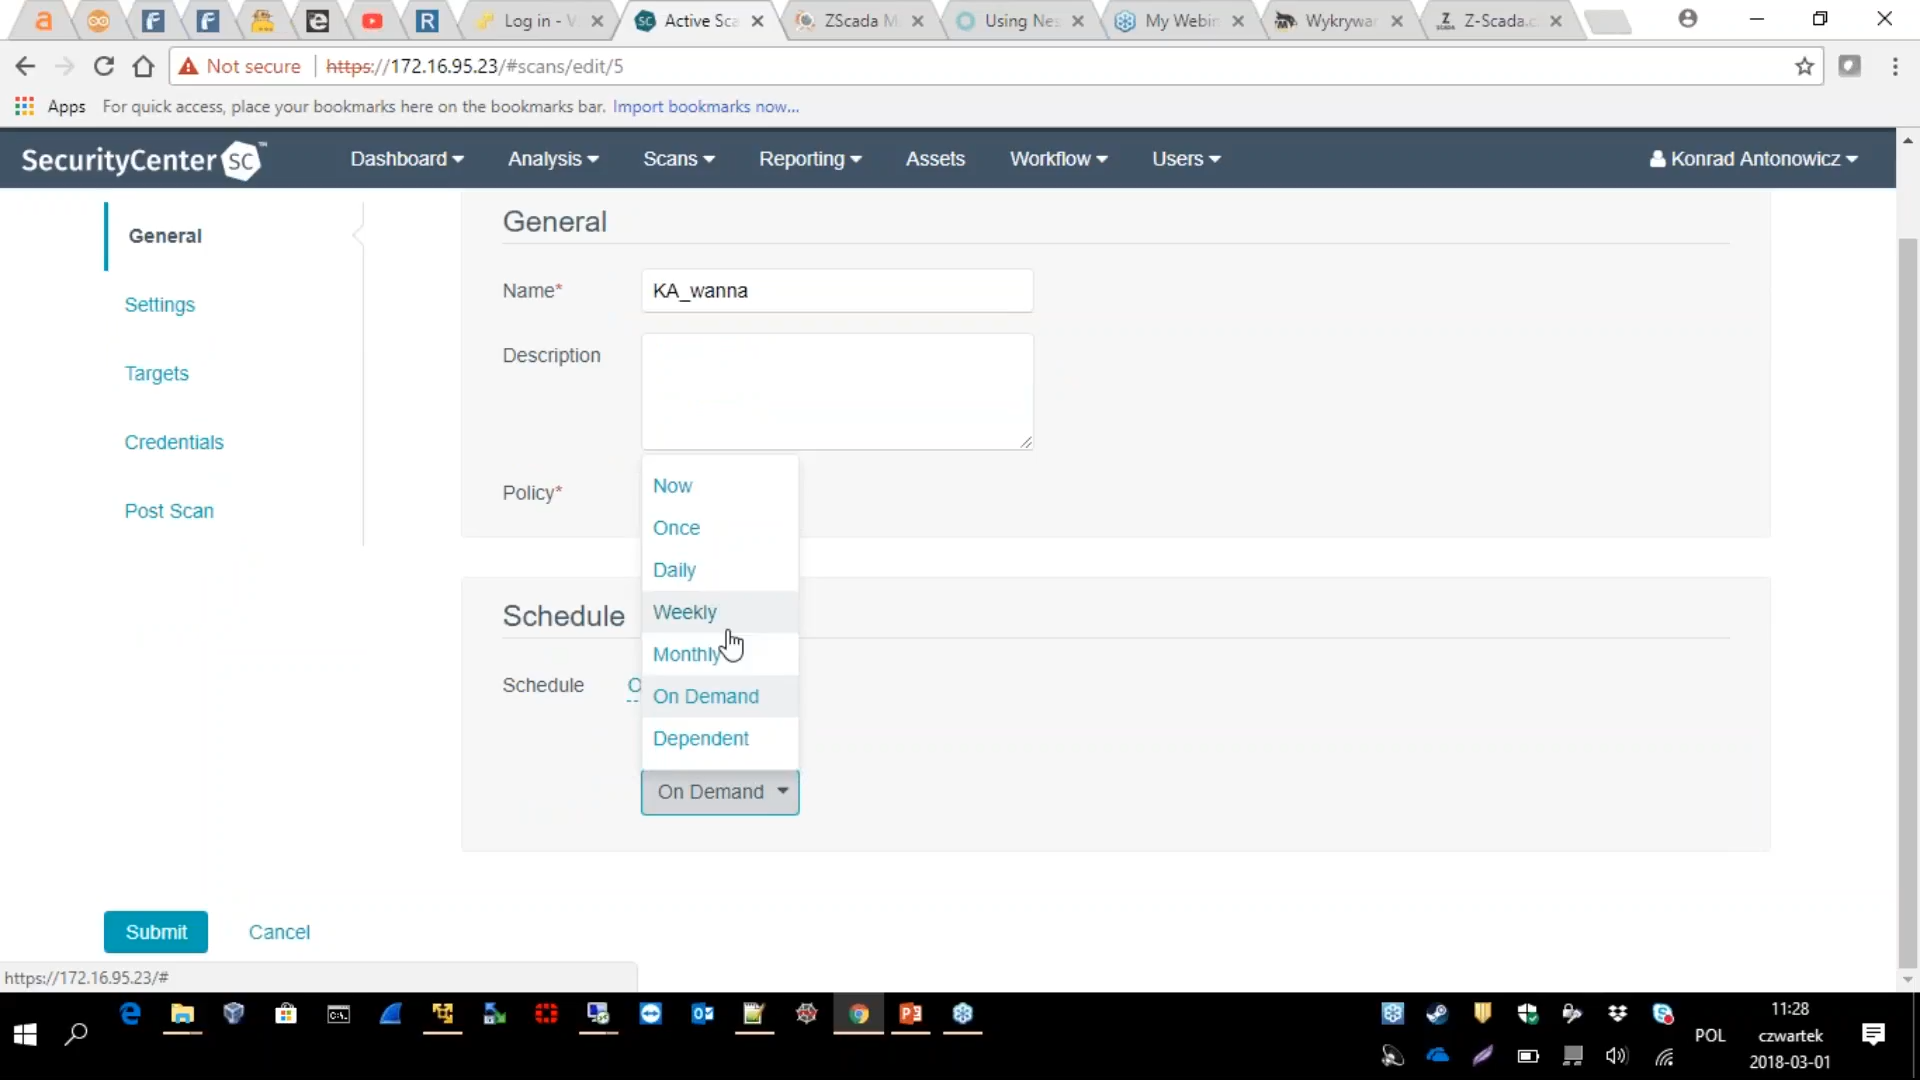 Log in - V
Active Sca
ZScada M
Using Nes
My Webin
Wykrywar
Z-Scada.c
Not secure https://172.16.95.23/#scans/edit/5
Apps For quick access, place your bookmarks here on the bookmarks bar. Import bookmarks now...
SecurityCenter SC™
Dashboard
Analysis
Scans
Reporting
Assets
Workflow
Users
Konrad Antonowicz
General
Settings
Targets
Credentials
Post Scan
General
Name* KA_wanna
Description
Policy*
Now
Once
Daily
Weekly
Monthly
On Demand
Dependent
Schedule
Schedule O
On Demand
Submit Cancel
https://172.16.95.23/#
POL
11:28
czwartek
2018-03-01